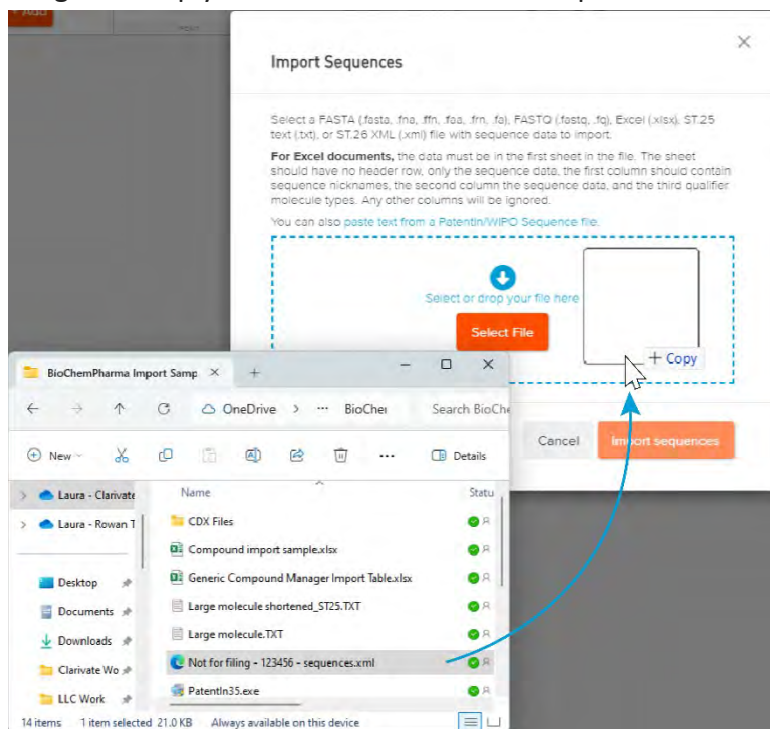 + Add
Import Sequences
Select a FASTA (.fasta, .fna, .ffn, .faa, .frn, .fa), FASTQ (.fastq, .fq), Excel (.xlsx), ST.25
text (.txt), or ST.26 XML (.xml) file with sequence data to import.
For Excel documents, the data must be in the first sheet in the file. The sheet
should have no header row, only the sequence data, the first column should contain
sequence nicknames, the second column the sequence data, and the third qualifier
molecule types. Any other columns will be ignored.
You can also paste text from a PatentIn/WIPO Sequence file.
Select or drop your file here
Select File
+ Copy
Cancel
Import sequences
BioChemPharma Import Samp
OneDrive > ... BioChe
Search BioChe
New
Details
Laura - Clarivate
Laura - Rowan T
Desktop
Documents
Downloads
Clarivate Wo
LLC Work
Name
Statu
CDX Files
Compound import sample.xlsx
Generic Compound Manager Import Table.xlsx
Large molecule shortened_ST25.TXT
Large molecule.TXT
Not for filing - 123456 - sequences.xml
PatentIn35.exe
14 items
1 item selected 21.0 KB
Always available on this device